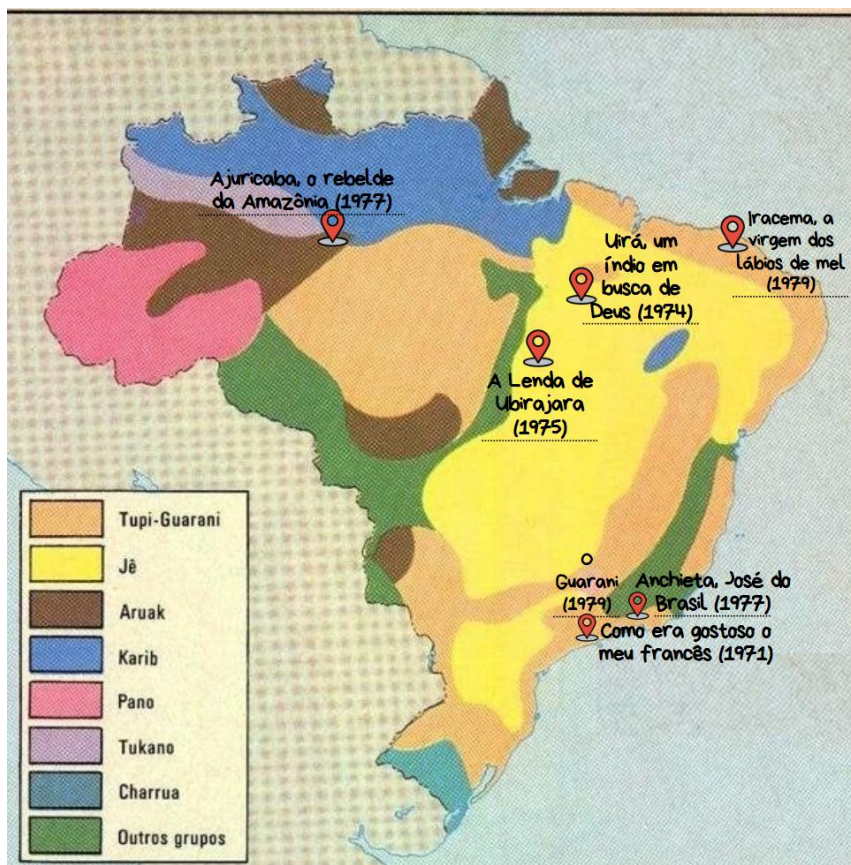 Ajuricaba, o rebelde
da Amazônia (1977)
Iracema, a
virgem dos
lábios de mel
(1979)
Uirá, um
índio em
busca de
Deus (1974)
A Lenda de
Ubirajara
(1975)
Guarani
(1979)
Anchieta, José do
Brasil (1977)
Como era gostoso o
meu francês (1971)
Tupi-Guarani
Jê
Aruak
Karib
Pano
Tukano
Charrua
Outros grupos